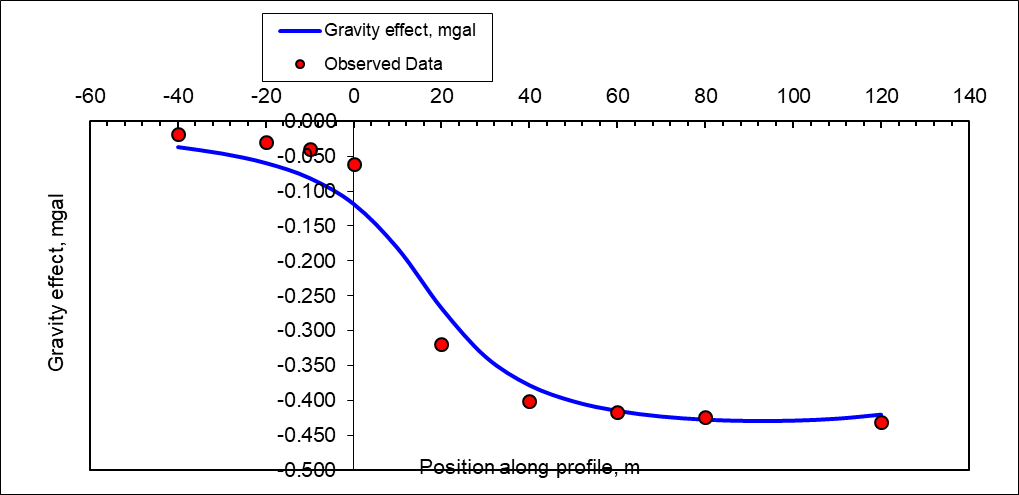 Gravity effect, mgal
Observed Data
-60 -40 -20 0 20 40 60 80 100 120 140
0.000
-0.050
-0.100
-0.150
-0.200
-0.250
-0.300
-0.350
-0.400
-0.450
-0.500
Gravity effect, mgal
Position along profile, m